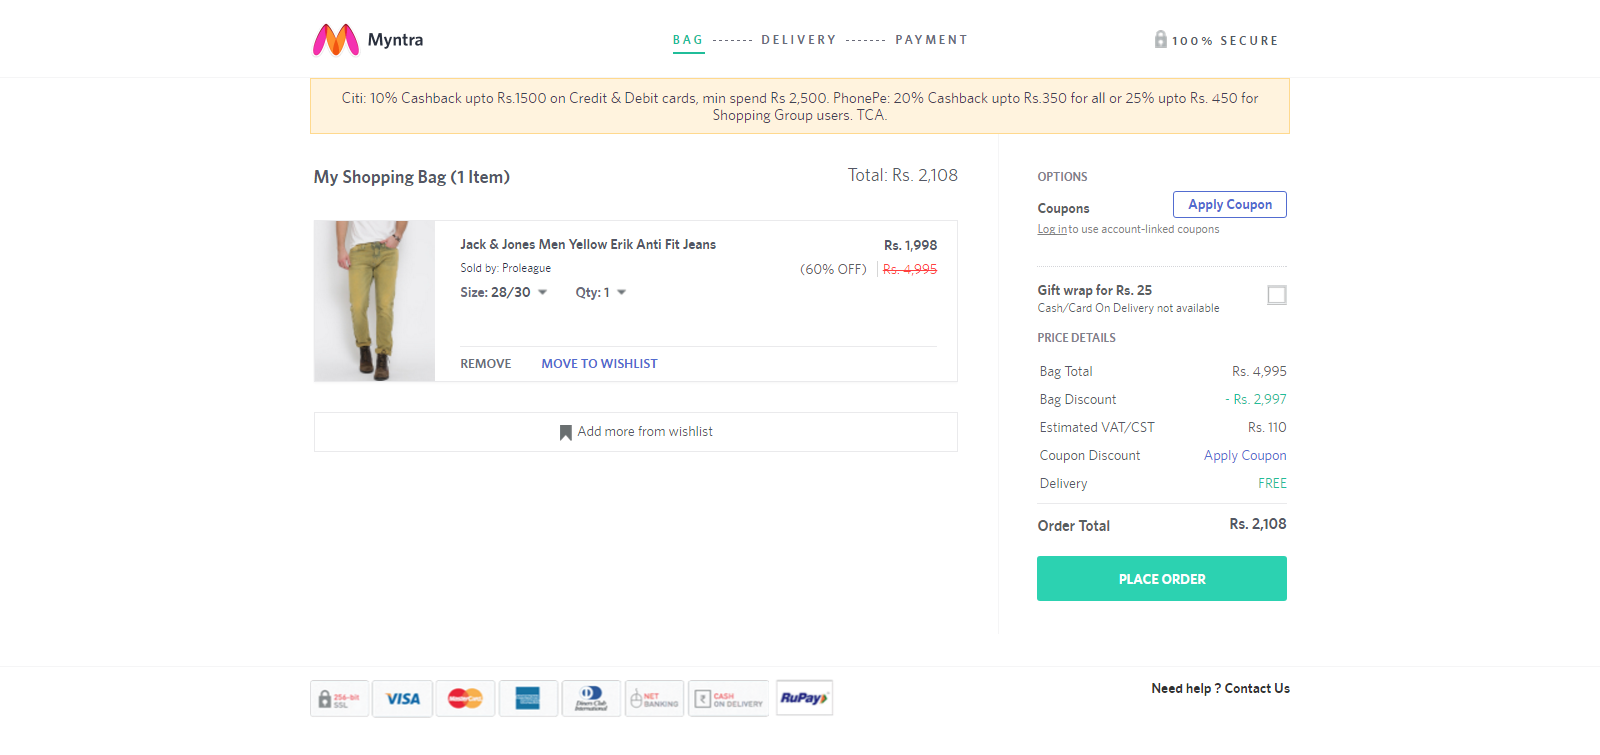 Myntra
BAG ------- DELIVERY ------- PAYMENT
100% SECURE
Citi: 10% Cashback upto Rs.1500 on Credit & Debit cards, min spend Rs 2,500. PhonePe: 20% Cashback upto Rs.350 for all or 25% upto Rs. 450 for
Shopping Group users. TCA.
My Shopping Bag (1 Item)
Total: Rs. 2,108
Jack & Jones Men Yellow Erik Anti Fit Jeans
Rs. 1,998
Sold by: Proleague
(60% OFF) Rs. 4,995
Size: 28/30 Qty: 1
REMOVE MOVE TO WISHLIST
Add more from wishlist
OPTIONS
Coupons
Apply Coupon
Log in to use account-linked coupons
Gift wrap for Rs. 25
Cash/Card On Delivery not available
PRICE DETAILS
Bag Total Rs. 4,995
Bag Discount - Rs. 2,997
Estimated VAT/CST Rs. 110
Coupon Discount Apply Coupon
Delivery FREE
Order Total Rs. 2,108
PLACE ORDER
256-bit
SSL
VISA
MasterCard
Diners Club
International
NET
BANKING
CASH
ON DELIVERY
RuPay
Need help ? Contact Us